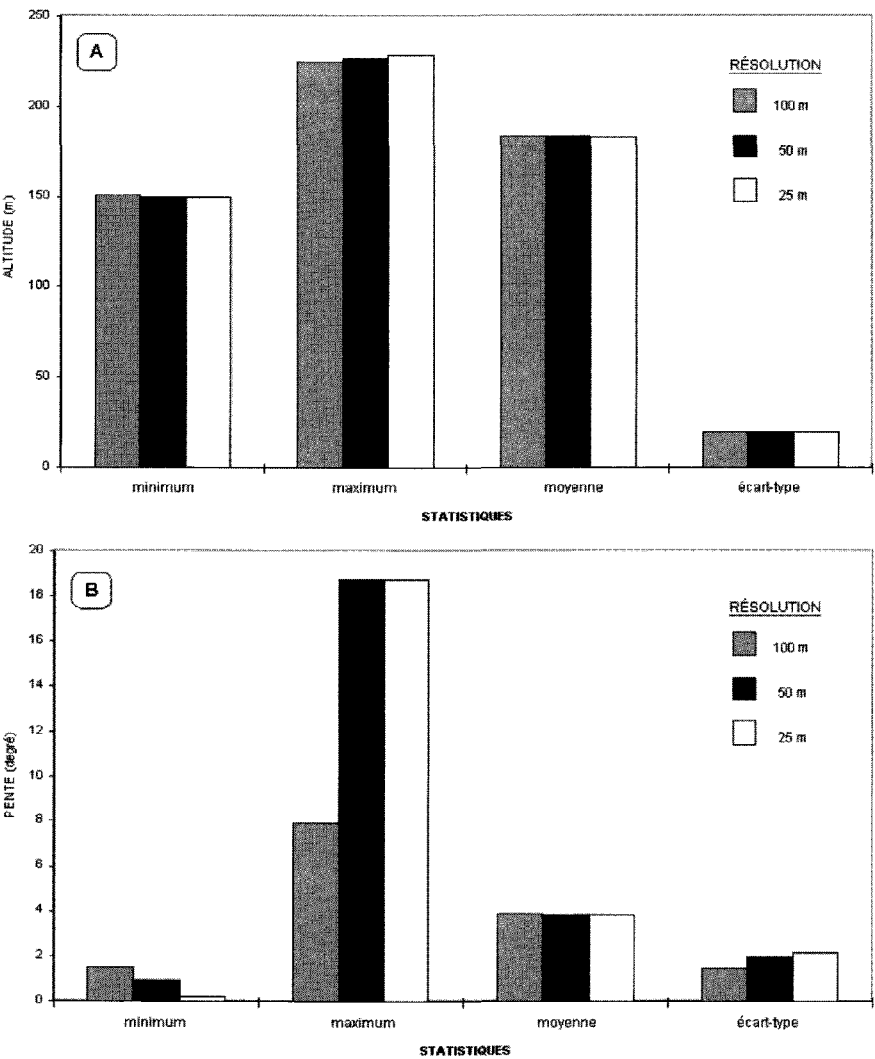 A
RÉSOLUTION
100 m
50 m
25 m
ALTITUDE (m)
250
200
150
100
50
0
minimum
maximum
moyenne
écart-type
STATISTIQUES
B
RÉSOLUTION
100 m
50 m
25 m
PENTE (degré)
20
18
16
14
12
10
8
6
4
2
0
minimum
maximum
moyenne
écart-type
STATISTIQUES